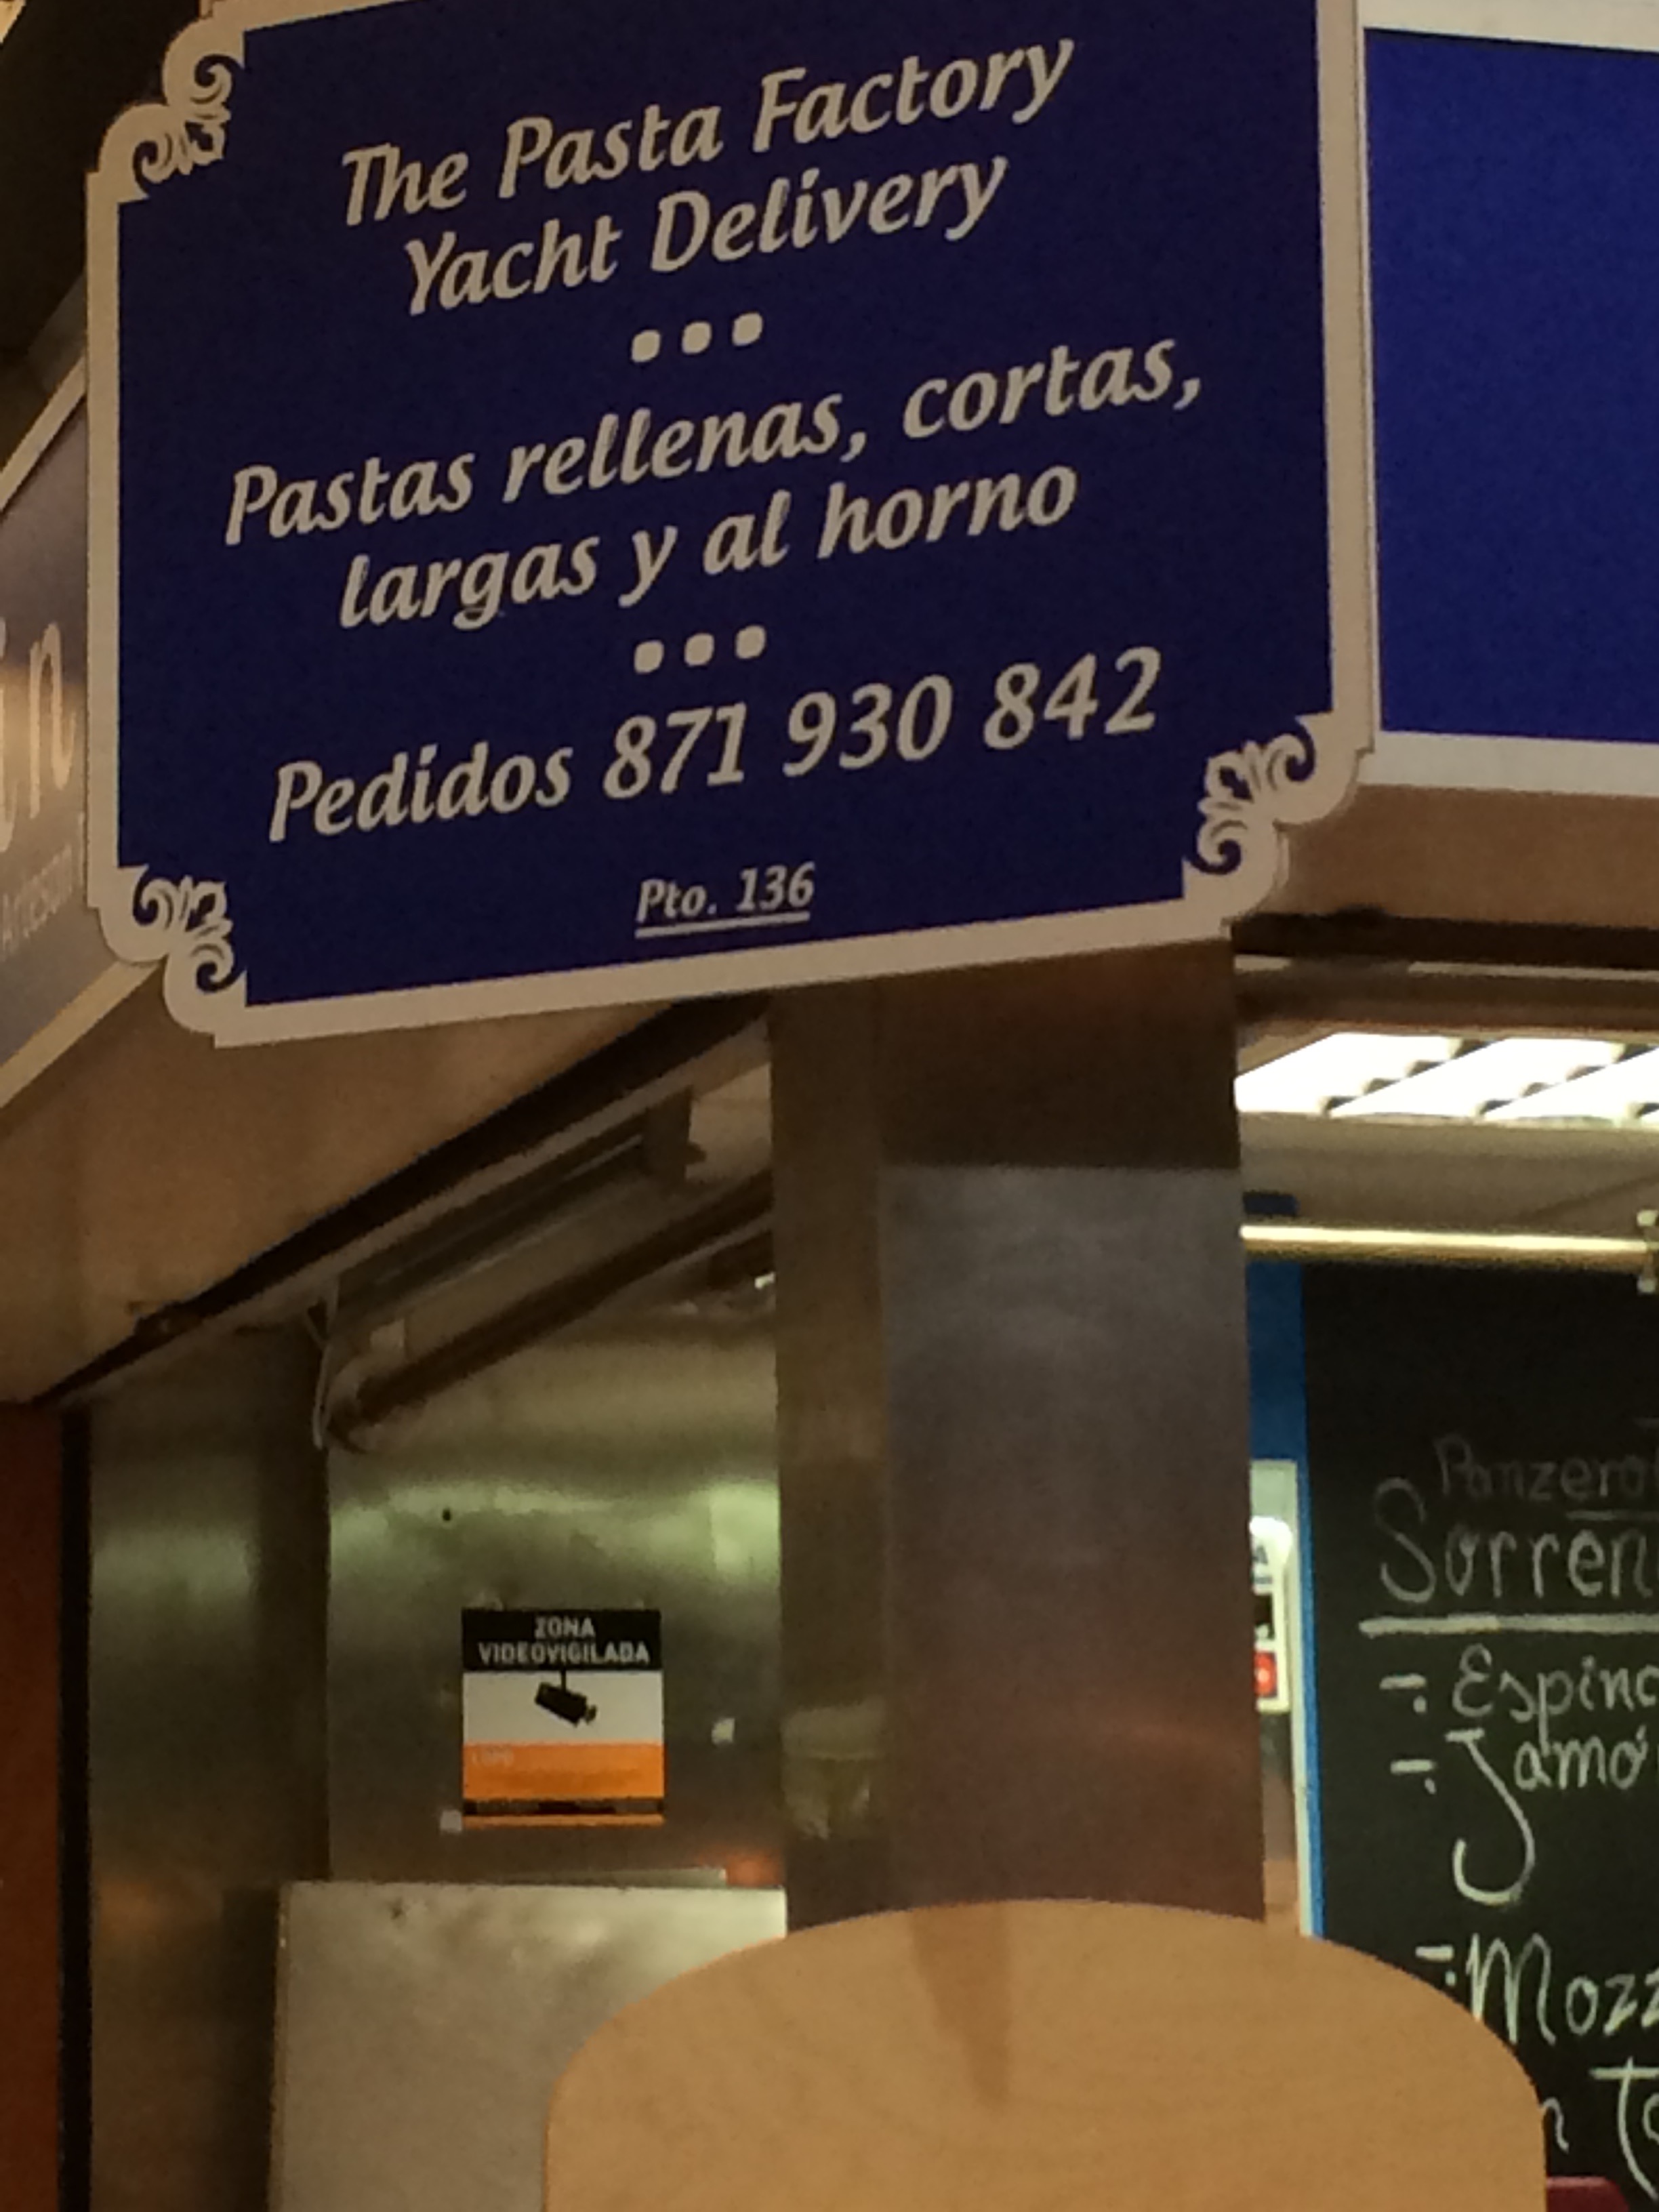 The Pasta Factory
Yacht Delivery
Pastas rellenas, cortas,
largas y al horno
Pedidos 871 930 842
Pto. 136
ZONA
VIDEOVIGILADA
Sorren
- Espina
- Jamó
- Mozz